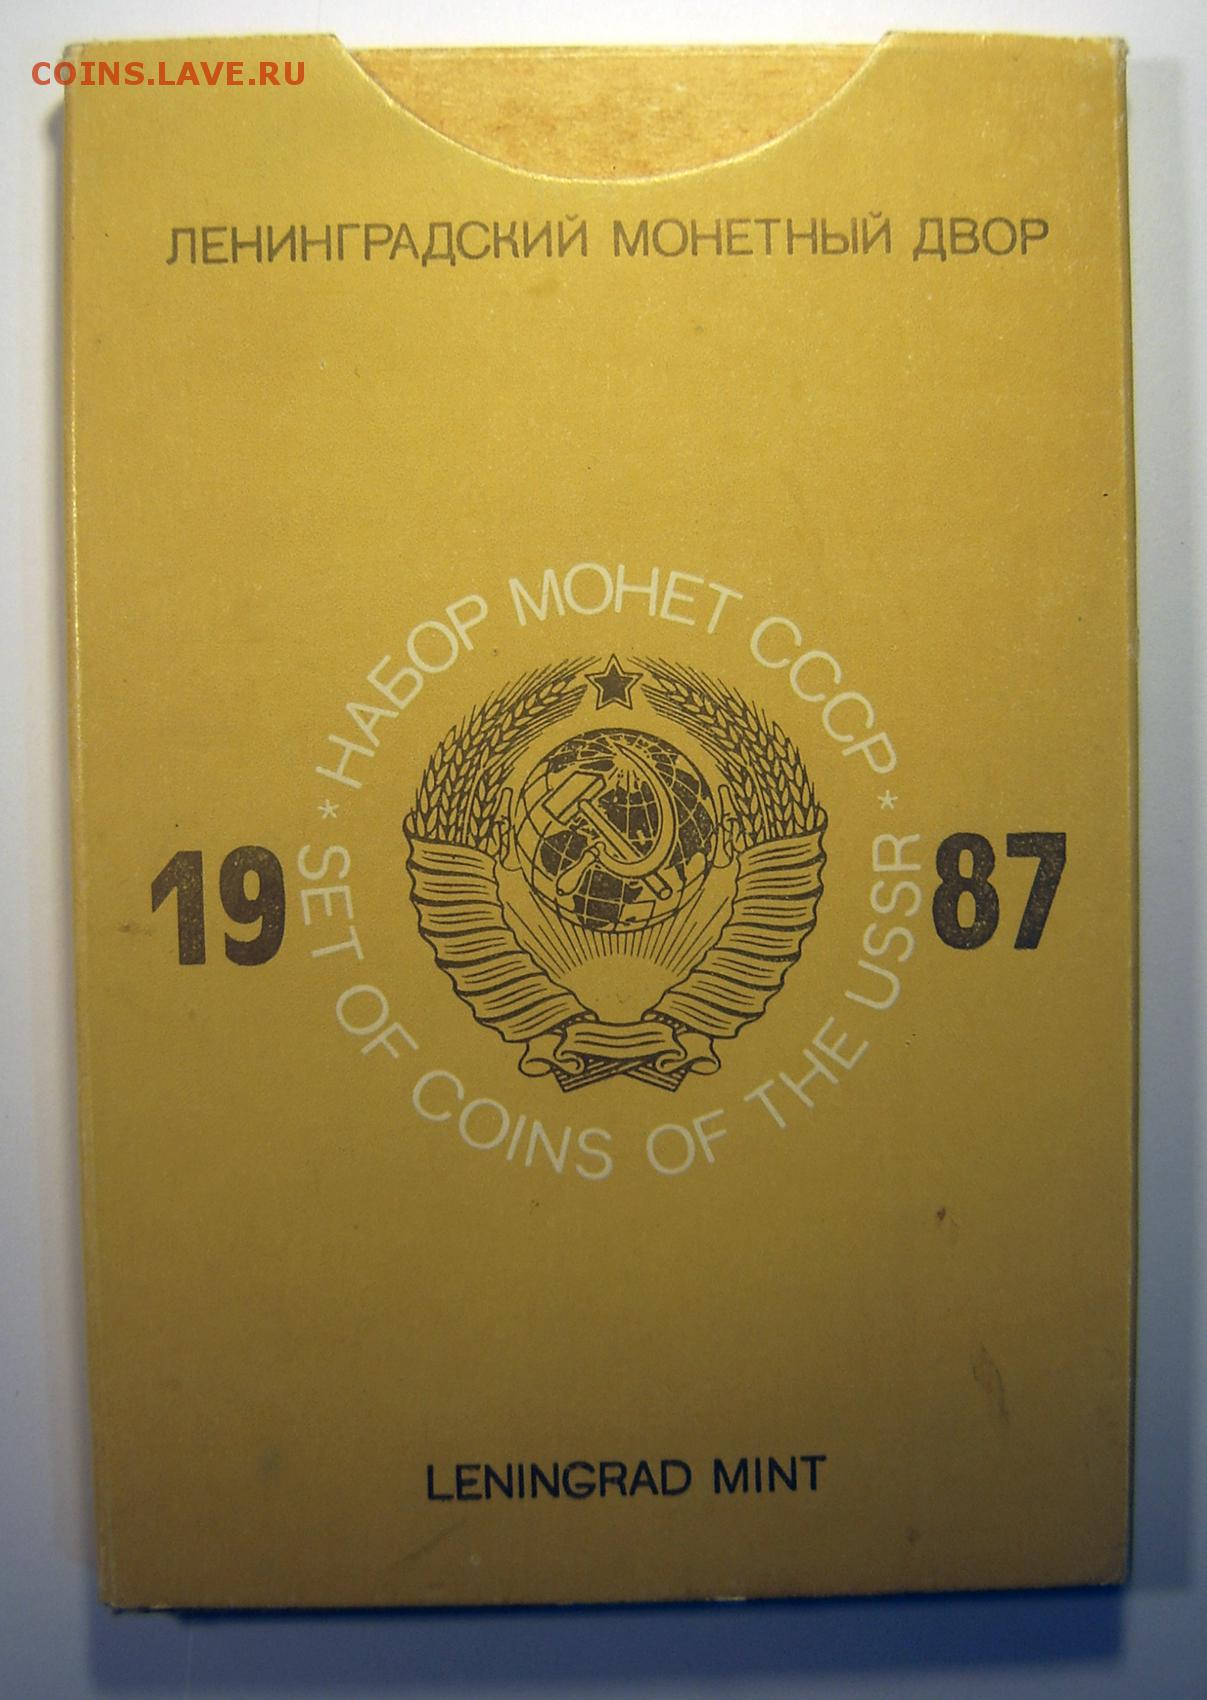 COINS.LAVE.RU
ЛЕНИНГРАДСКИЙ МОНЕТНЫЙ ДВОР
* НАБОР МОНЕТ СССР *
19 87
SET OF COINS OF THE USSR
LENINGRAD MINT